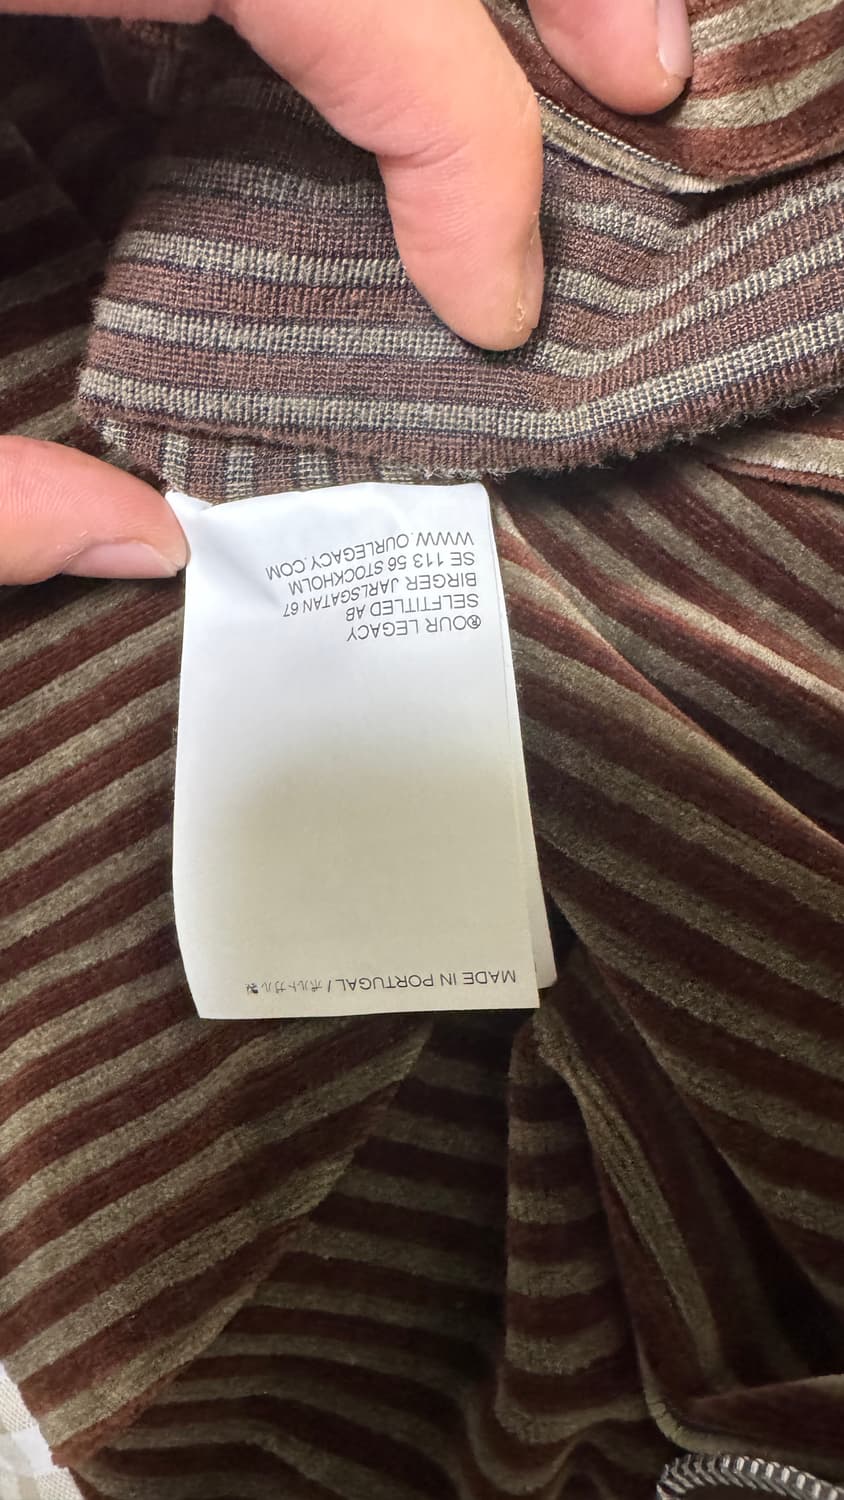 ®OUR LEGACY
SELFTITLED AB
BIRGER JARLSGATAN 67
SE 113 56 STOCKHOLM
WWW.OURLEGACY.COM
MADE IN PORTUGAL / ポルトガル製